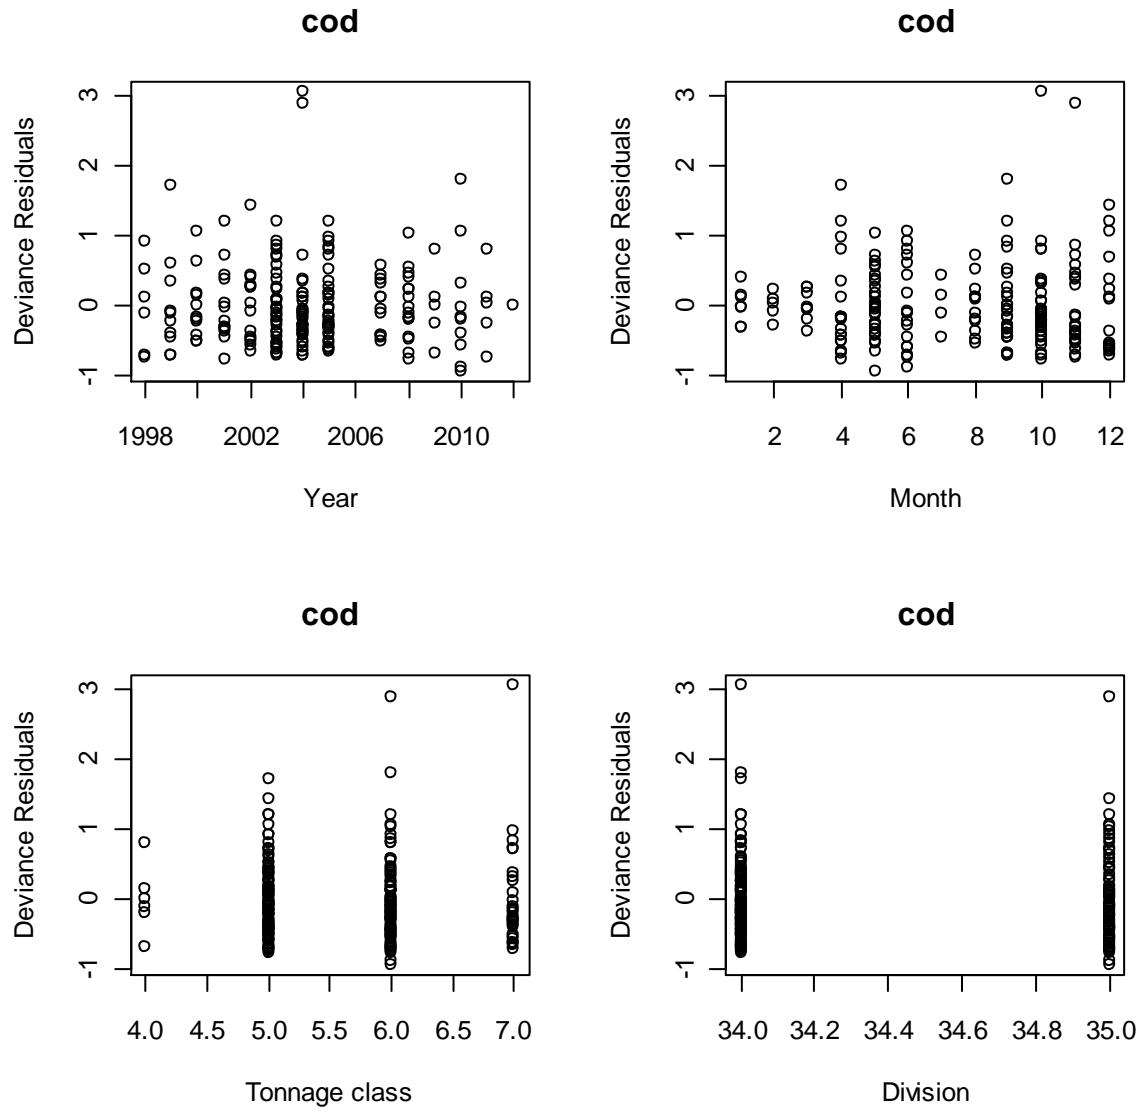 cod
Deviance Residuals
3
2
1
0
-1
1998 2002 2006 2010
Year
cod
Deviance Residuals
3
2
1
0
-1
2 4 6 8 10 12
Month
cod
Deviance Residuals
3
2
1
0
-1
4.0 4.5 5.0 5.5 6.0 6.5 7.0
Tonnage class
cod
Deviance Residuals
3
2
1
0
-1
34.0 34.2 34.4 34.6 34.8 35.0
Division